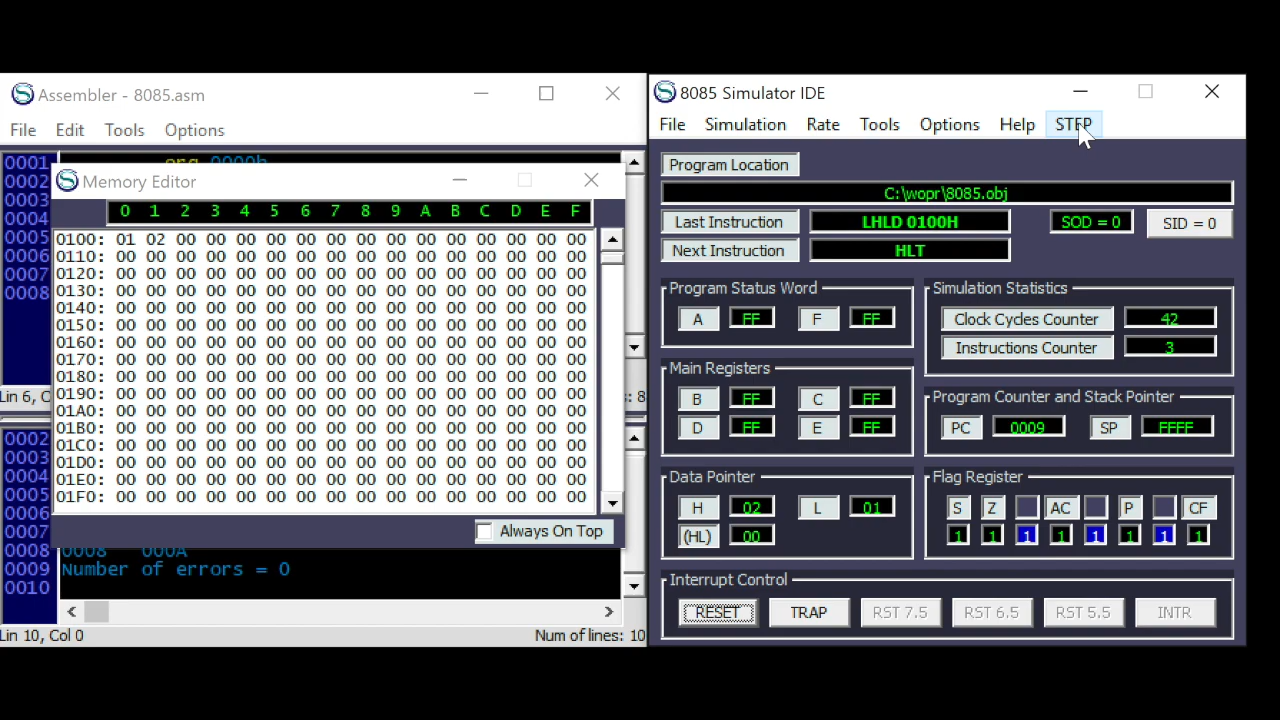 Assembler - 8085.asm
File Edit Tools Options
0001
0002
0003
0004
0005
0006
0007
0008
Memory Editor
0 1 2 3 4 5 6 7 8 9 A B C D E F
0100: 01 02 00 00 00 00 00 00 00 00 00 00 00 00 00 00
0110: 00 00 00 00 00 00 00 00 00 00 00 00 00 00 00 00
0120: 00 00 00 00 00 00 00 00 00 00 00 00 00 00 00 00
0130: 00 00 00 00 00 00 00 00 00 00 00 00 00 00 00 00
0140: 00 00 00 00 00 00 00 00 00 00 00 00 00 00 00 00
0150: 00 00 00 00 00 00 00 00 00 00 00 00 00 00 00 00
0160: 00 00 00 00 00 00 00 00 00 00 00 00 00 00 00 00
0170: 00 00 00 00 00 00 00 00 00 00 00 00 00 00 00 00
0180: 00 00 00 00 00 00 00 00 00 00 00 00 00 00 00 00
0190: 00 00 00 00 00 00 00 00 00 00 00 00 00 00 00 00
01A0: 00 00 00 00 00 00 00 00 00 00 00 00 00 00 00 00
01B0: 00 00 00 00 00 00 00 00 00 00 00 00 00 00 00 00
01C0: 00 00 00 00 00 00 00 00 00 00 00 00 00 00 00 00
01D0: 00 00 00 00 00 00 00 00 00 00 00 00 00 00 00 00
01E0: 00 00 00 00 00 00 00 00 00 00 00 00 00 00 00 00
01F0: 00 00 00 00 00 00 00 00 00 00 00 00 00 00 00 00
Always On Top
Lin 6, C
: 8
0002
0003
0004
0005
0006
0007
0008 0008 000A
0009 Number of errors = 0
0010
Lin 10, Col 0 Num of lines: 10
8085 Simulator IDE
File Simulation Rate Tools Options Help STEP
Program Location
C:\wopr\8085.obj
Last Instruction LHLD 0100H SOD = 0 SID = 0
Next Instruction HLT
Program Status Word
A FF F FF
Simulation Statistics
Clock Cycles Counter 42
Instructions Counter 3
Main Registers
B FF C FF
D FF E FF
Program Counter and Stack Pointer
PC 0009 SP FFFF
Data Pointer
H 02 L 01
(HL) 00
Flag Register
S Z AC P CF
1 1 1 1 1 1 1 1
Interrupt Control
RESET TRAP RST 7.5 RST 6.5 RST 5.5 INTR